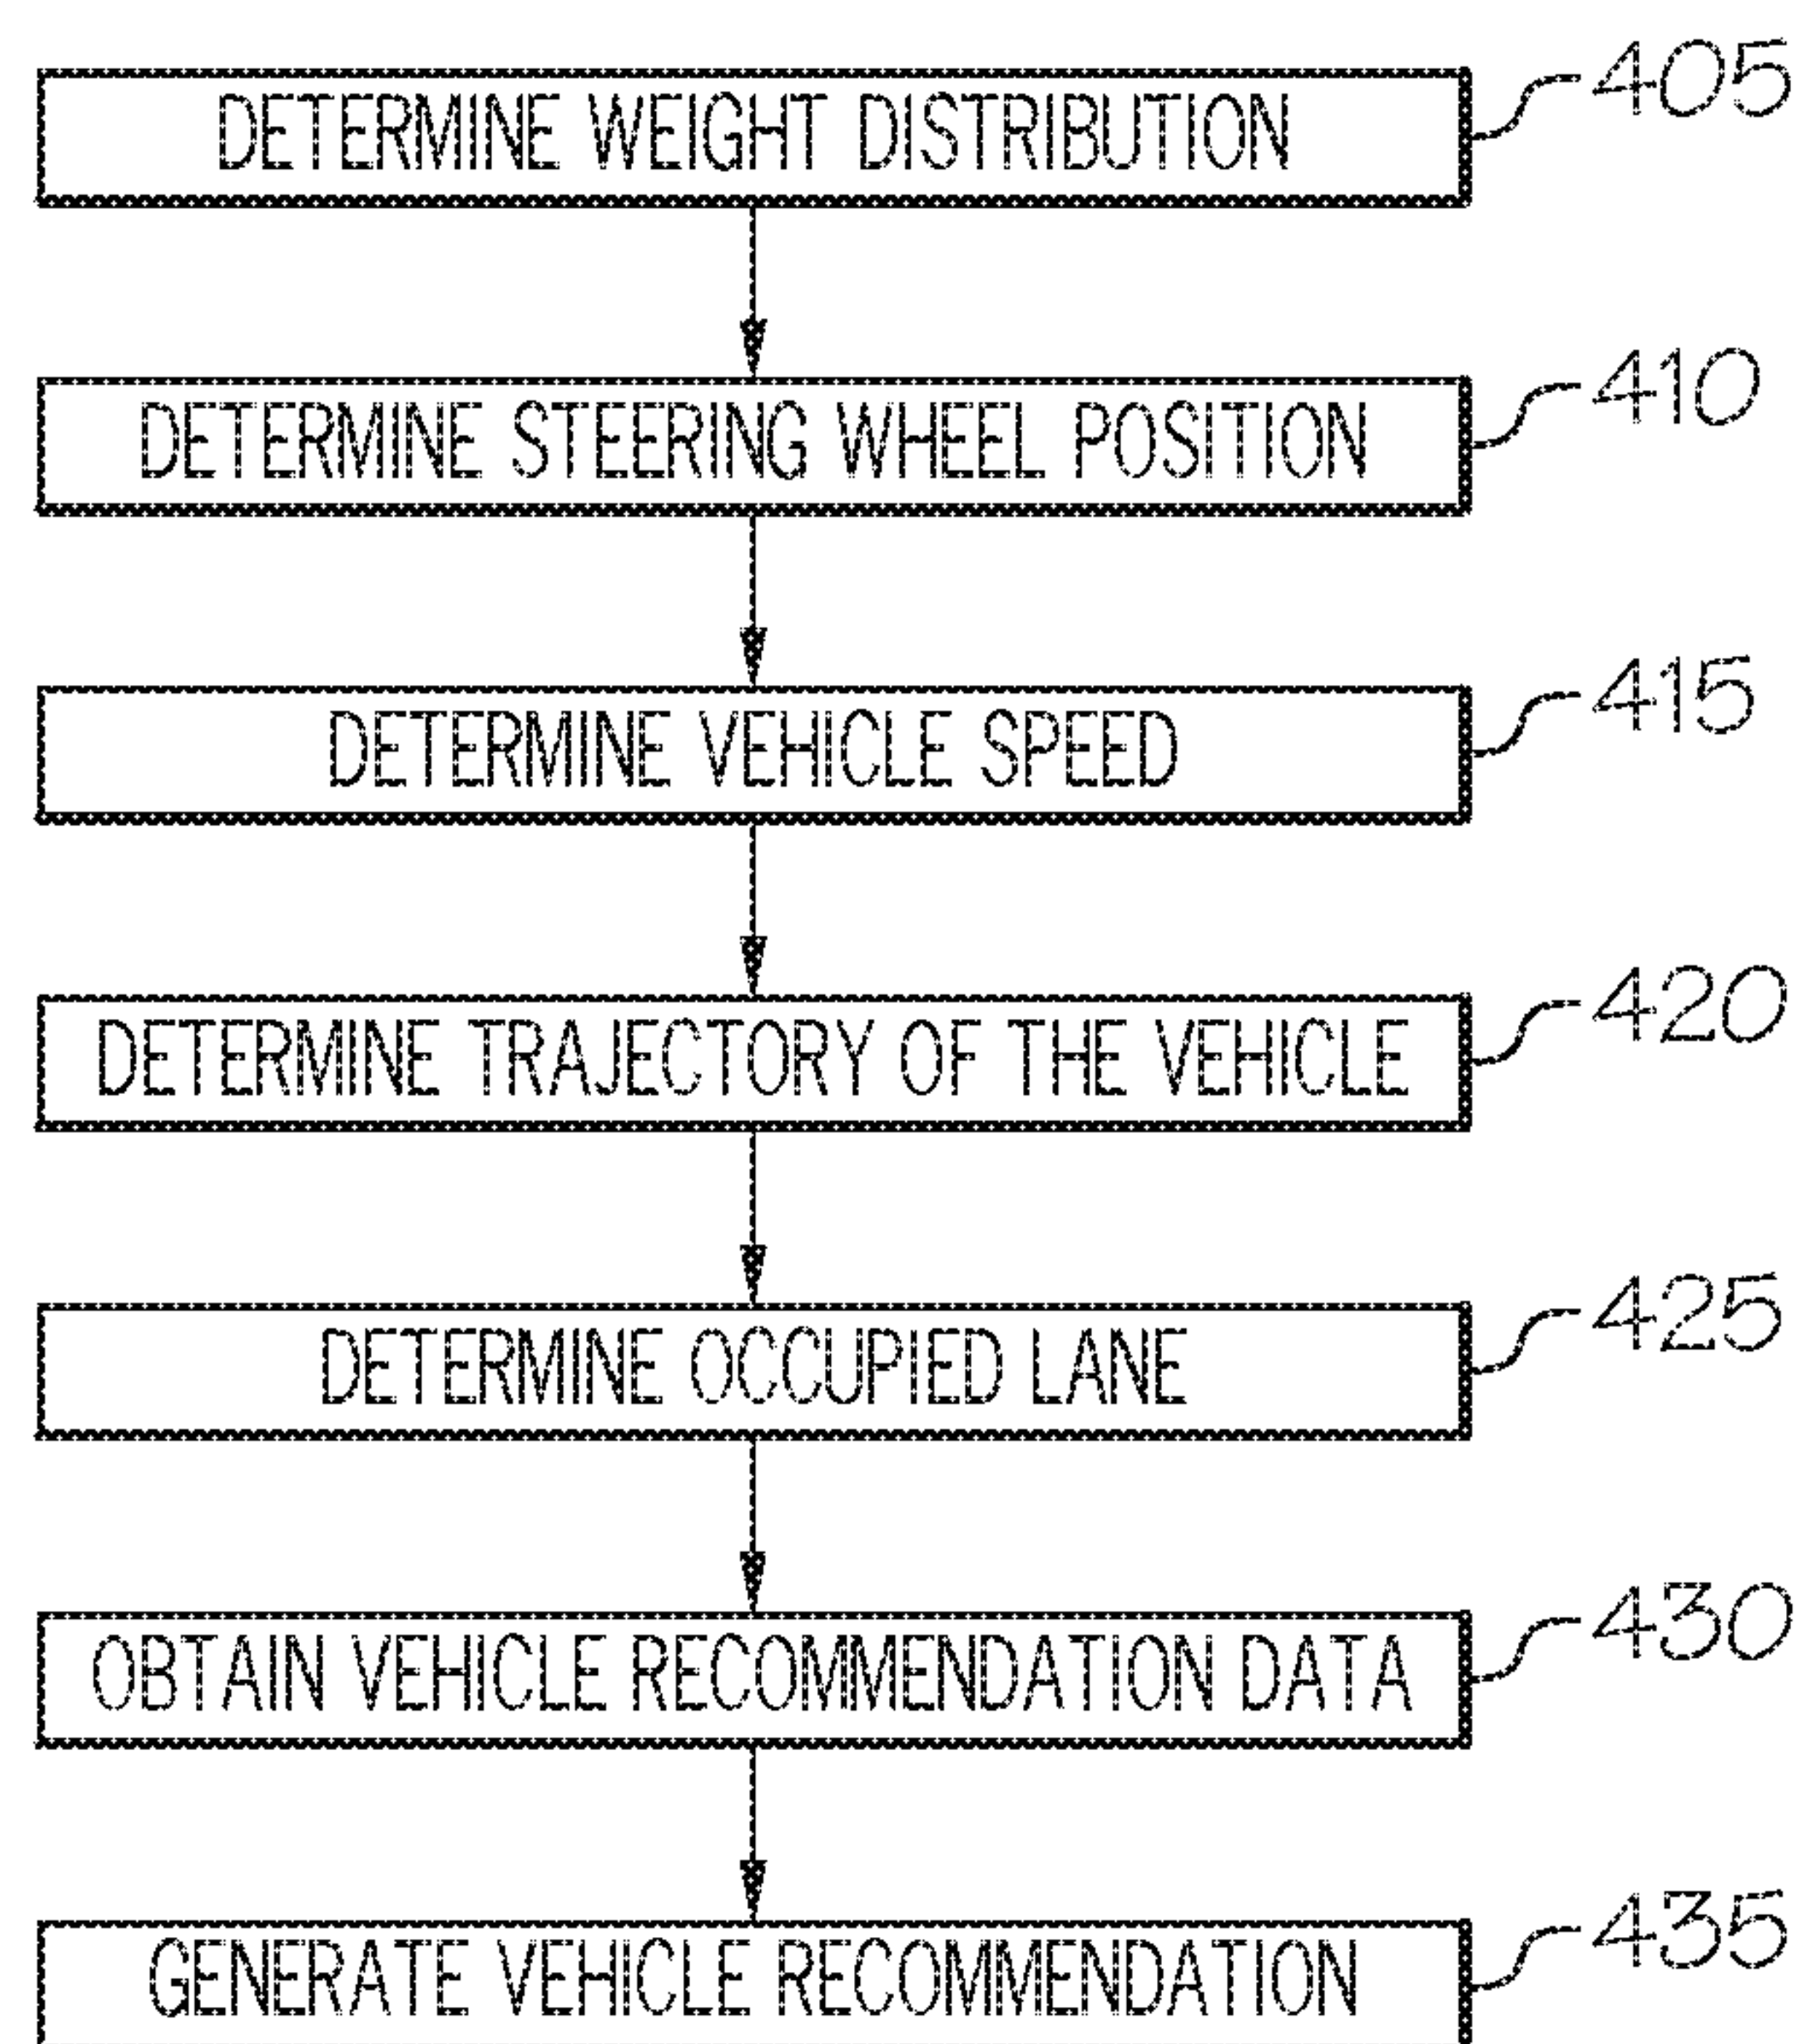 DETERMINE WEIGHT DISTRIBUTION 405
DETERMINE STEERING WHEEL POSITION 410
DETERMINE VEHICLE SPEED 415
DETERMINE TRAJECTORY OF THE VEHICLE 420
DETERMINE OCCUPIED LANE 425
OBTAIN VEHICLE RECOMMENDATION DATA 430
GENERATE VEHICLE RECOMMENDATION 435